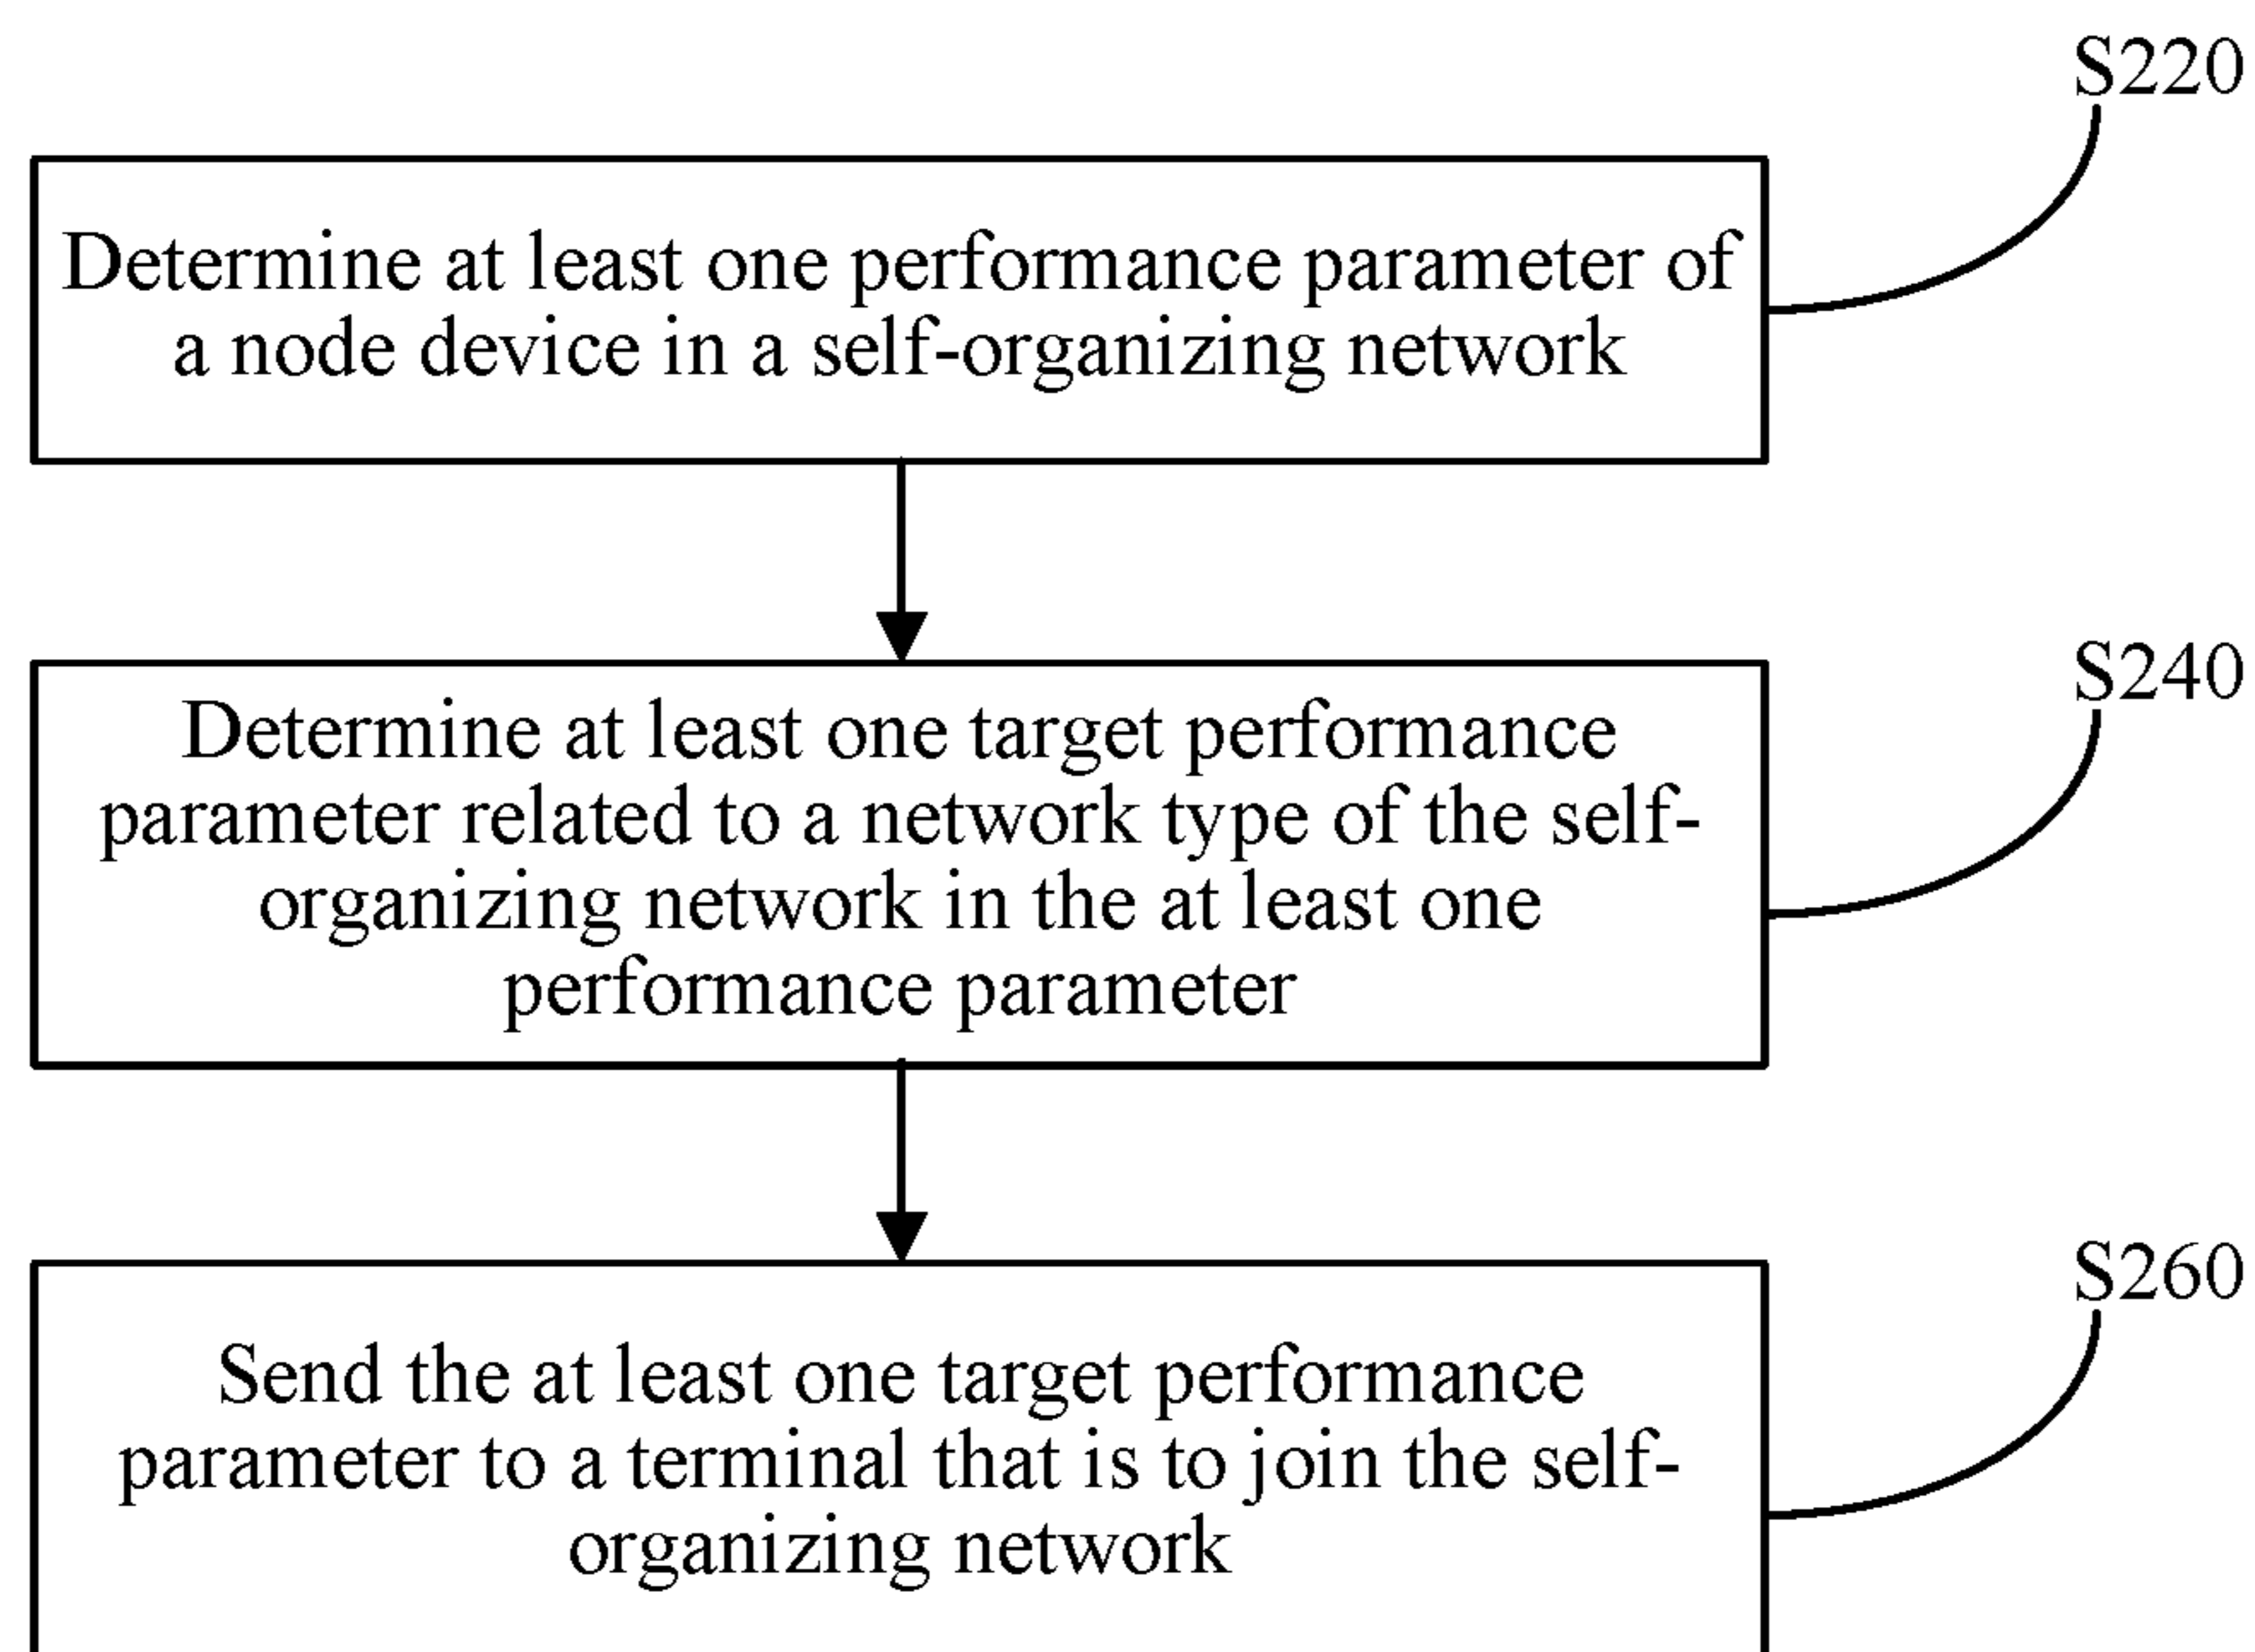 S220
Determine at least one performance parameter of
a node device in a self-organizing network
S240
Determine at least one target performance
parameter related to a network type of the self-
organizing network in the at least one
performance parameter
S260
Send the at least one target performance
parameter to a terminal that is to join the self-
organizing network